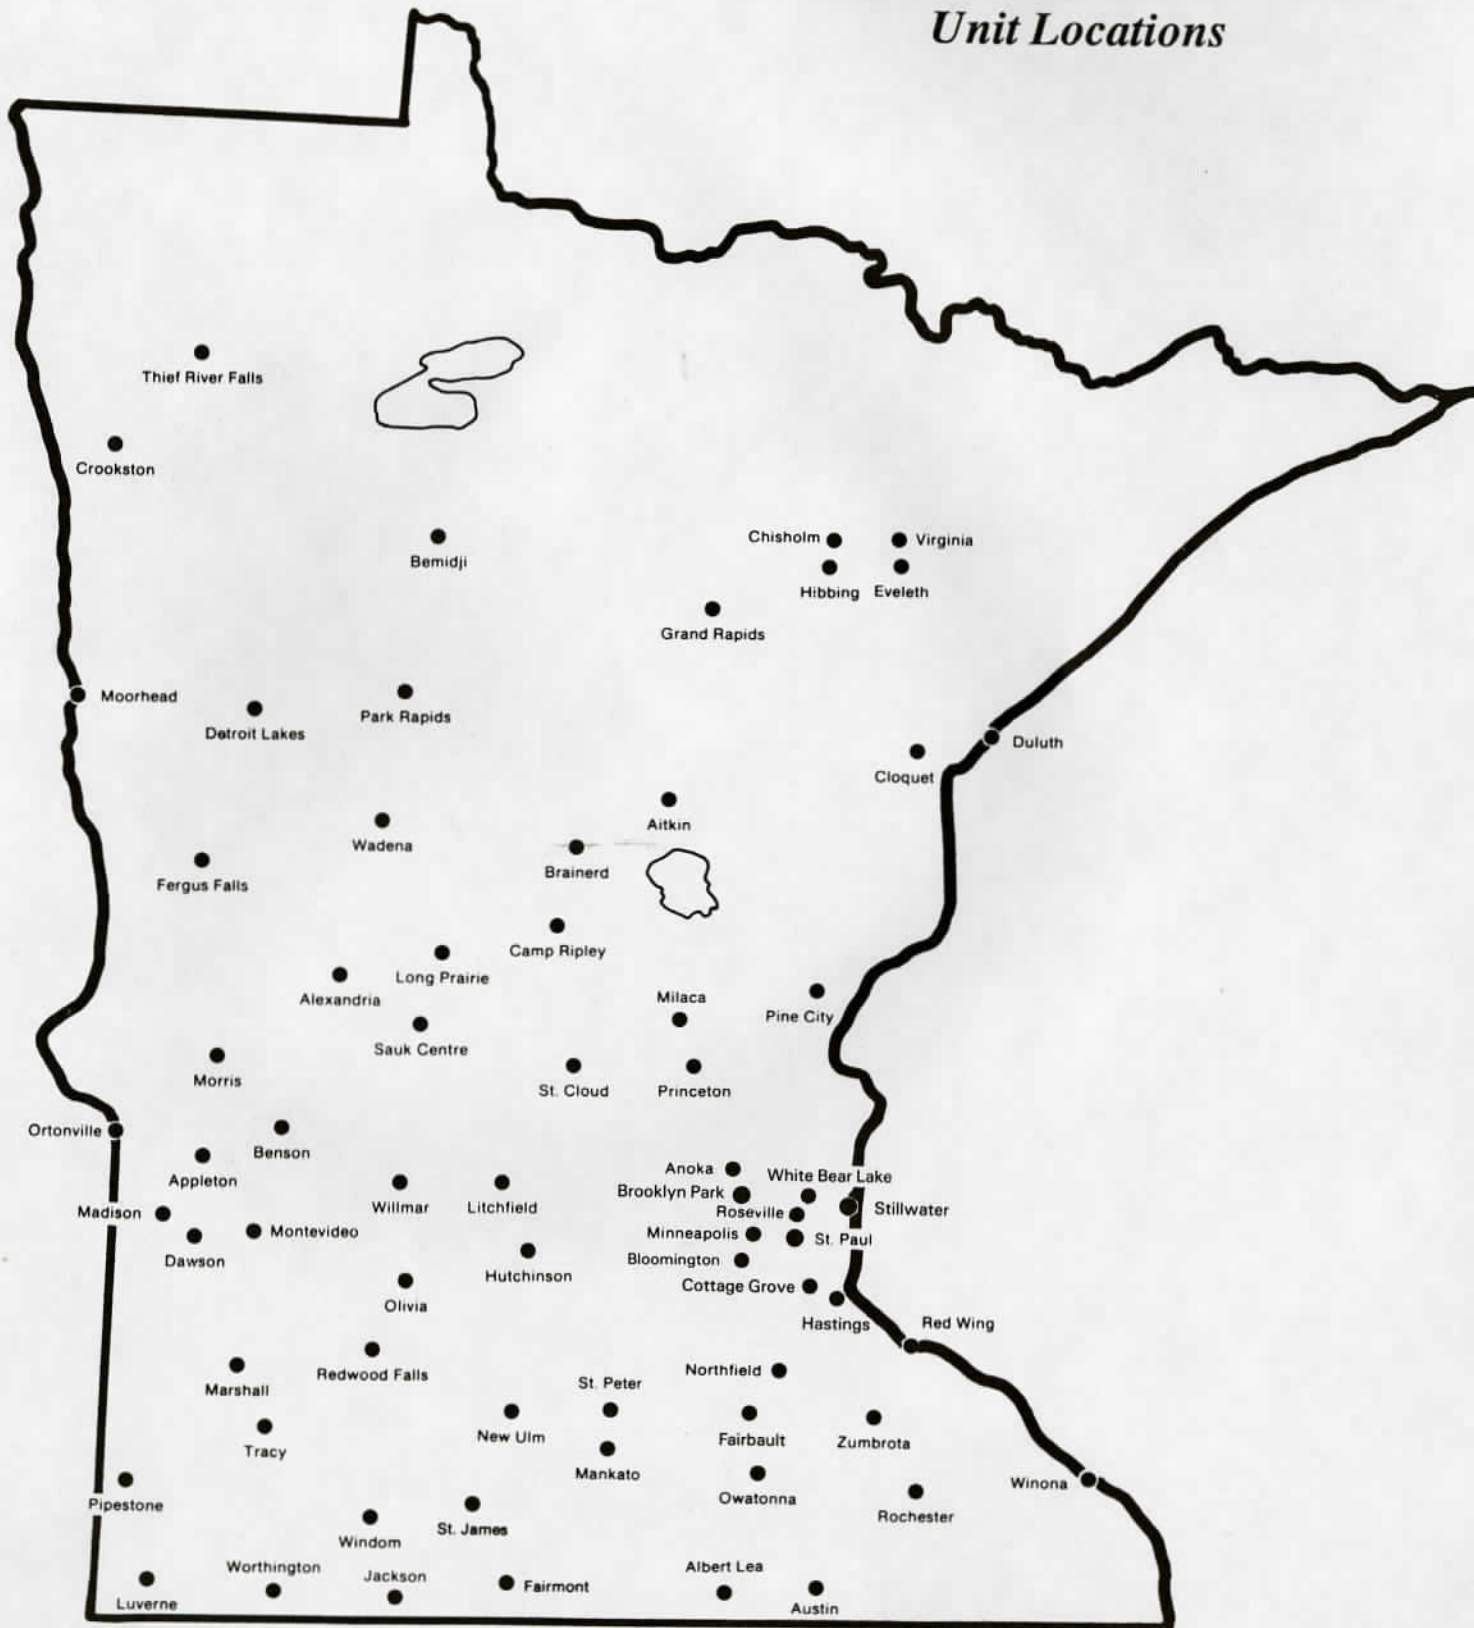 Unit Locations
Thief River Falls
Crookston
Chisholm
Virginia
Bemidji
Hibbing
Eveleth
Grand Rapids
Moorhead
Park Rapids
Detroit Lakes
Duluth
Cloquet
Aitkin
Wadena
Brainerd
Fergus Falls
Camp Ripley
Long Prairie
Alexandria
Milaca
Pine City
Sauk Centre
Morris
St. Cloud
Princeton
Ortonville
Benson
Anoka
White Bear Lake
Appleton
Brooklyn Park
Willmar
Litchfield
Stillwater
Madison
Roseville
Montevideo
Minneapolis
St. Paul
Dawson
Bloomington
Hutchinson
Cottage Grove
Olivia
Hastings
Red Wing
Northfield
Redwood Falls
St. Peter
Marshall
New Ulm
Fairbault
Zumbrota
Tracy
Mankato
Winona
Owatonna
Pipestone
Rochester
St. James
Windom
Worthington
Albert Lea
Jackson
Fairmont
Luverne
Austin